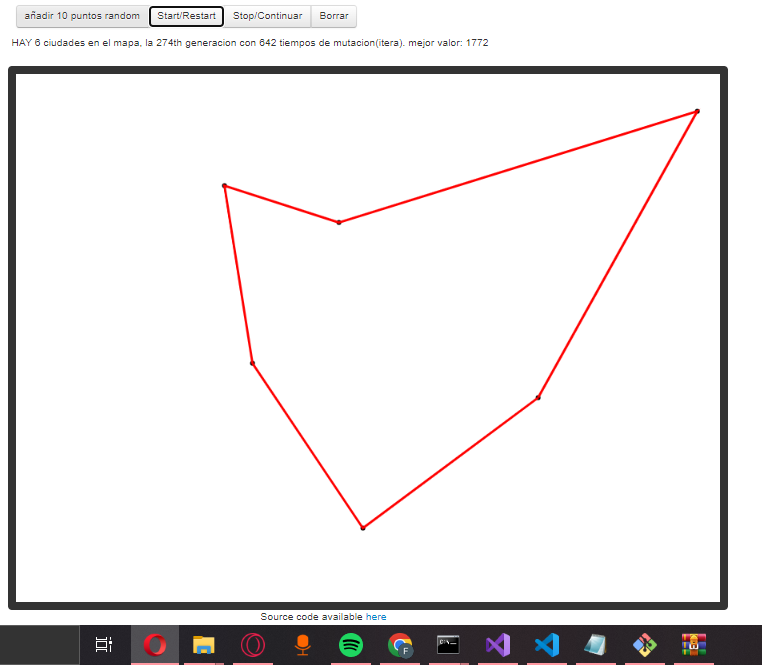 añadir 10 puntos random Start/Restart Stop/Continuar Borrar
HAY 6 ciudades en el mapa, la 274th generacion con 642 tiempos de mutacion(itera). mejor valor: 1772
Source code available here
F